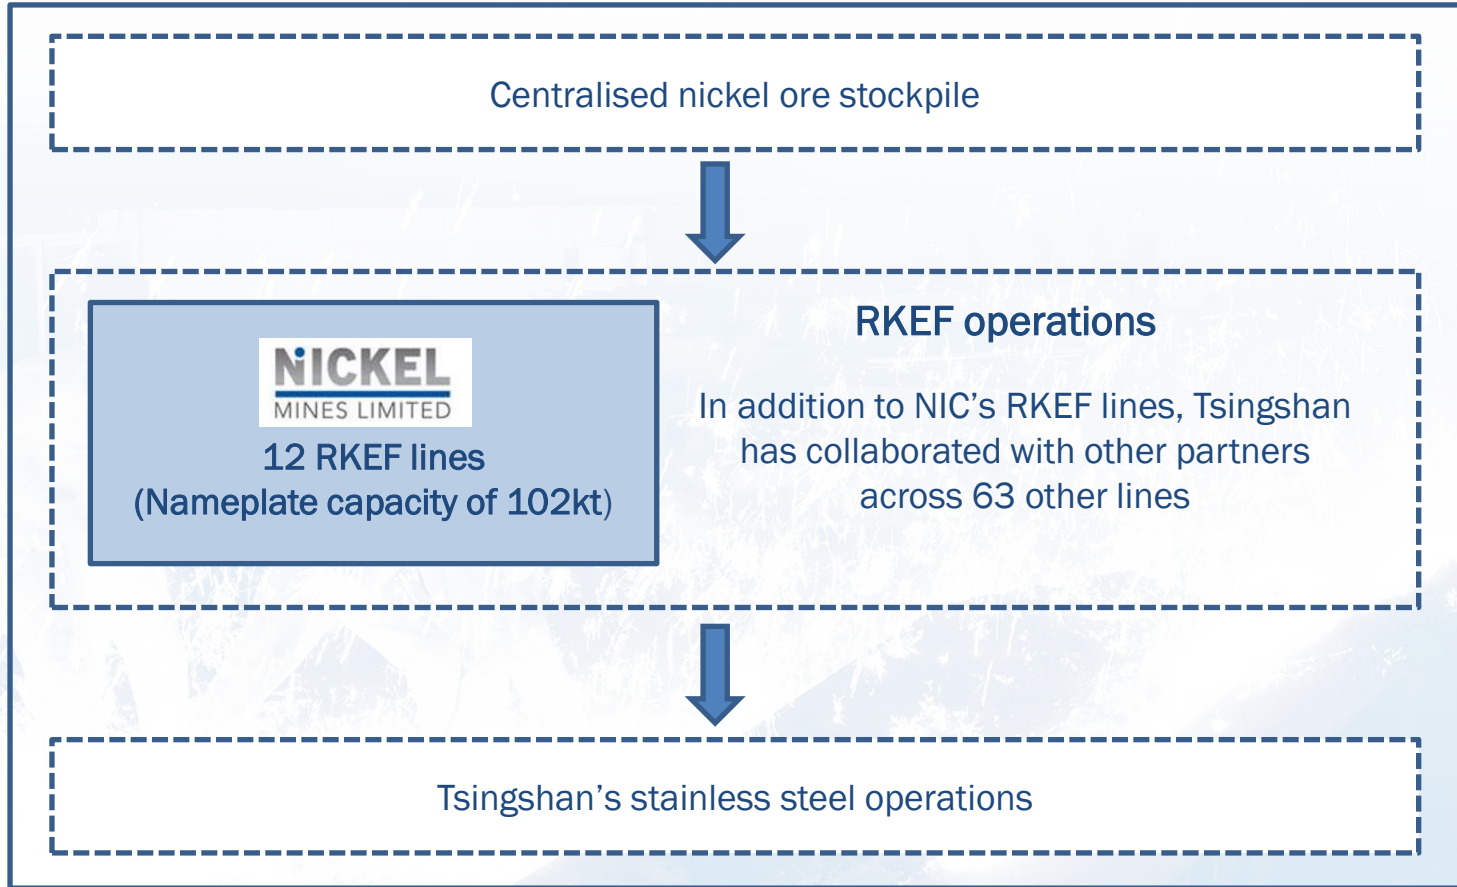 Centralised nickel ore stockpile
NICKEL
MINES LIMITED
12 RKEF lines
(Nameplate capacity of 102kt)
RKEF operations
In addition to NIC’s RKEF lines, Tsingshan
has collaborated with other partners
across 63 other lines
Tsingshan’s stainless steel operations